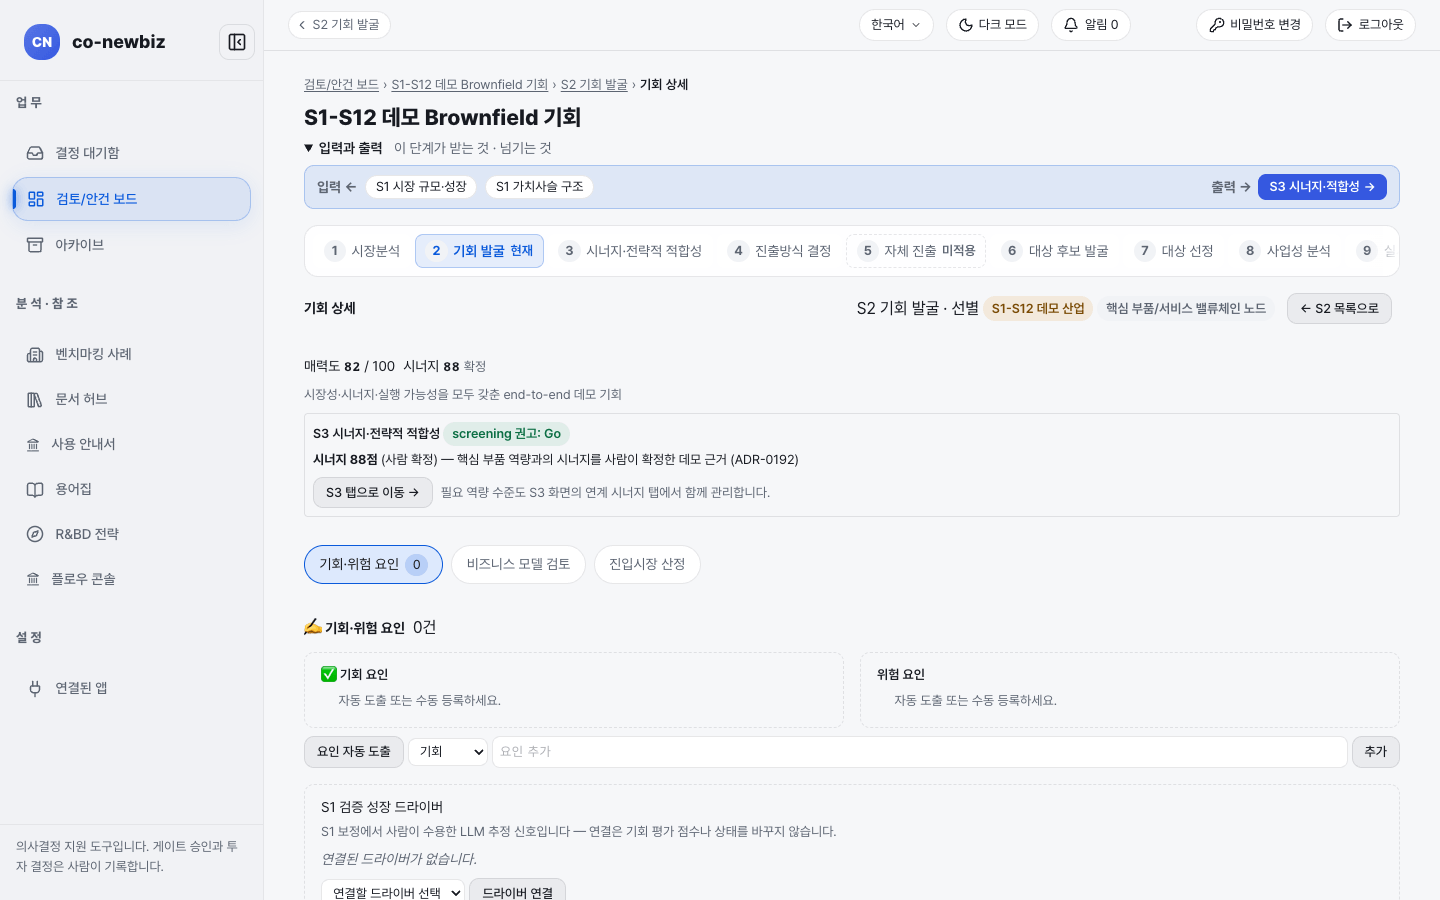 CN co-newbiz
업무
결정 대기함
검토/안건 보드
아카이브
분석·참조
벤치마킹 사례
문서 허브
사용 안내서
용어집
R&BD 전략
플로우 콘솔
설정
연결된 앱
의사결정 지원 도구입니다. 게이트 승인과 투
자 결정은 사람이 기록합니다.
S2 기회 발굴
한국어 다크 모드 알림 0 비밀번호 변경 로그아웃
검토/안건 보드 › S1-S12 데모 Brownfield 기회 › S2 기회 발굴 › 기회 상세
S1-S12 데모 Brownfield 기회
▼ 입력과 출력 이 단계가 받는 것 · 넘기는 것
입력 ← S1 시장 규모·성장 S1 가치사슬 구조 출력 → S3 시너지·적합성 →
1 시장분석 2 기회 발굴 현재 3 시너지·전략적 적합성 4 진출방식 결정 5 자체 진출 미적용 6 대상 후보 발굴 7 대상 선정 8 사업성 분석 9
기회 상세 S2 기회 발굴 · 선별 S1-S12 데모 산업 핵심 부품/서비스 밸류체인 노드 ← S2 목록으로
매력도 82 / 100 시너지 88 확정
시장성·시너지·실행 가능성을 모두 갖춘 end-to-end 데모 기회
S3 시너지·전략적 적합성 screening 권고: Go
시너지 88점 (사람 확정) — 핵심 부품 역량과의 시너지를 사람이 확정한 데모 근거 (ADR-0192)
S3 탭으로 이동 → 필요 역량 수준도 S3 화면의 연계 시너지 탭에서 함께 관리합니다.
기회·위험 요인 0 비즈니스 모델 검토 진입시장 산정
✍️ 기회·위험 요인 0건
✅ 기회 요인
자동 도출 또는 수동 등록하세요.
위험 요인
자동 도출 또는 수동 등록하세요.
요인 자동 도출 기회 요인 추가 추가
S1 검증 성장 드라이버
S1 보정에서 사람이 수용한 LLM 추정 신호입니다 — 연결은 기회 평가 점수나 상태를 바꾸지 않습니다.
연결된 드라이버가 없습니다.
연결할 드라이버 선택 드라이버 연결